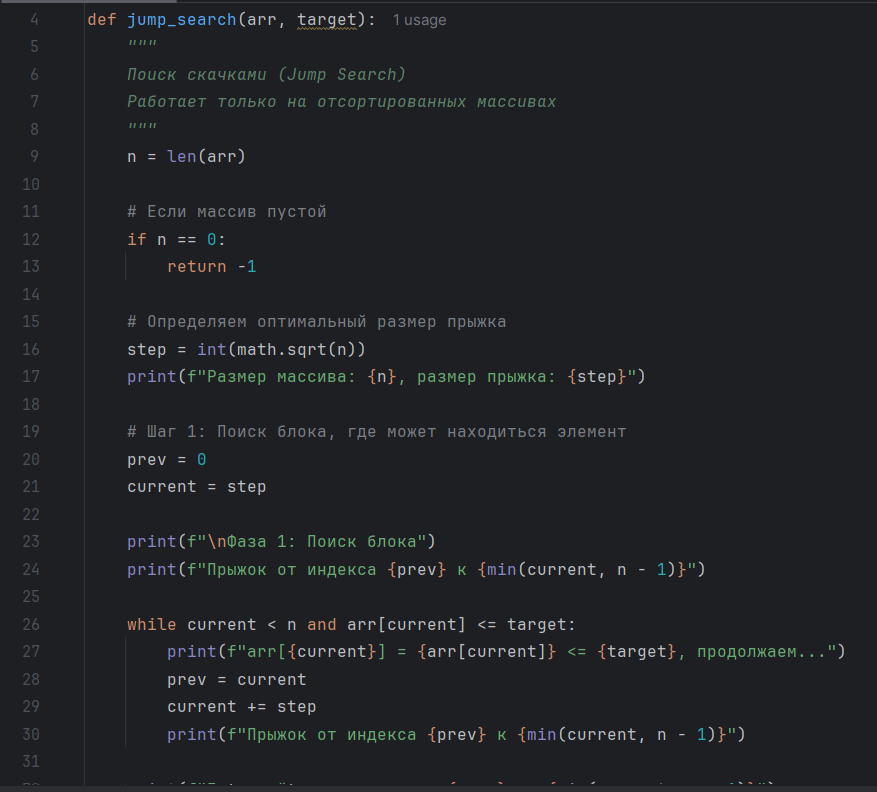 4 def jump_search(arr, target): 1 usage
5 """
6 Поиск скачками (Jump Search)
7 Работает только на отсортированных массивах
8 """
9 n = len(arr)
10
11 # Если массив пустой
12 if n == 0:
13 return -1
14
15 # Определяем оптимальный размер прыжка
16 step = int(math.sqrt(n))
17 print(f"Размер массива: {n}, размер прыжка: {step}")
18
19 # Шаг 1: Поиск блока, где может находиться элемент
20 prev = 0
21 current = step
22
23 print(f"\nФаза 1: Поиск блока")
24 print(f"Прыжок от индекса {prev} к {min(current, n - 1)}")
25
26 while current < n and arr[current] <= target:
27 print(f"arr[{current}] = {arr[current]} <= {target}, продолжаем...")
28 prev = current
29 current += step
30 print(f"Прыжок от индекса {prev} к {min(current, n - 1)}")
31